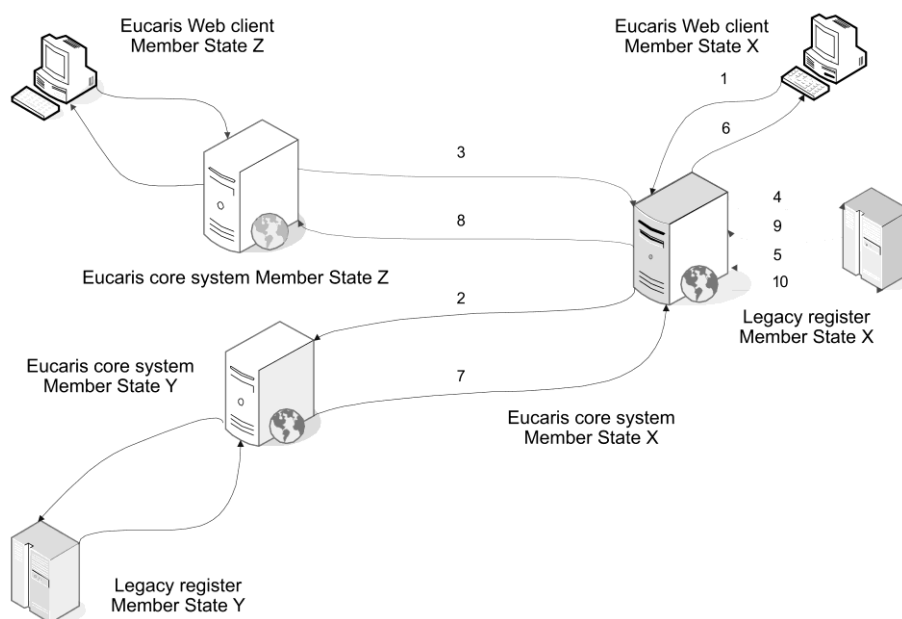 Eucaris Web client
Member State Z
Eucaris Web client
Member State X
1
6
3
8
4
9
5
10
Eucaris core system Member State Z
Legacy register
Member State X
2
7
Eucaris core system
Member State Y
Eucaris core system
Member State X
Legacy register
Member State Y